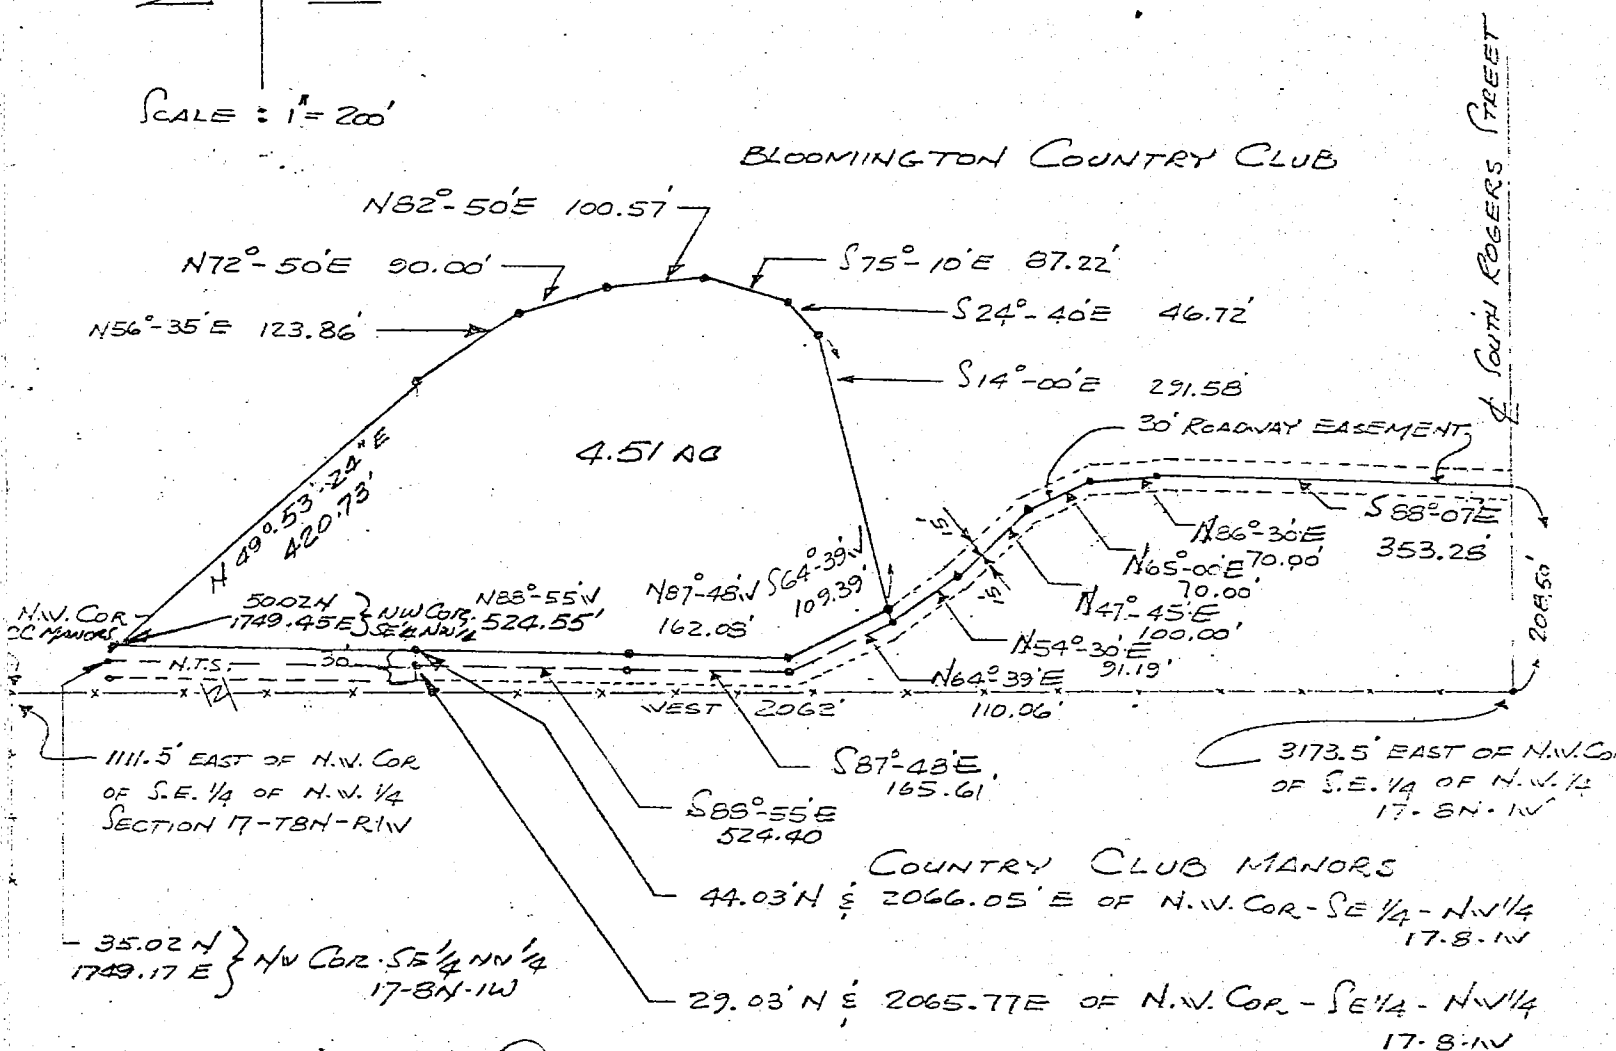 SCALE : 1" = 200'
BLOOMINGTON COUNTRY CLUB
℄ SOUTH ROGERS STREET
N82°-50'E 100.57'
N72°-50'E 90.00'
S75°-10'E 87.22'
N56°-35'E 123.86'
S24°-40'E 46.72'
S14°-00'E 291.58'
30' ROADWAY EASEMENT
4.51 AC
N 49°-53'-24"E
420.73'
S64°-39'W
109.39'
15'
15'
S88°-07'E
353.28'
N86°-30'E
70.00'
N65°-00'E
70.00'
N47°-45'E
100.00'
N54°-30'E
91.19'
N64°39'E
110.06'
N.W. COR
CC MANORS
50.02N
1749.45E } NW COR.
SE¼ NW¼
N88°-55'W
524.55'
N87°-48'W
162.08'
N.T.S.
30'
208.50'
WEST 2062'
1111.5' EAST OF N.W. COR
OF S.E. 1/4 OF N.W. 1/4
SECTION 17-T8N-R1W
S87°-48'E
165.61'
3173.5' EAST OF N.W. CO
OF S.E. 1/4 OF N.W. 1/4
17-8N-1W
S88°-55'E
524.40
COUNTRY CLUB MANORS
44.03'N & 2066.05'E OF N.W. COR - SE 1/4 - NW 1/4
17-8-1W
35.02 N
1749.17 E } NW COR. SE¼ NW¼
17-8N-1W
29.03'N & 2065.77E OF N.W. COR - SE 1/4 - NW 1/4
17-8-1W